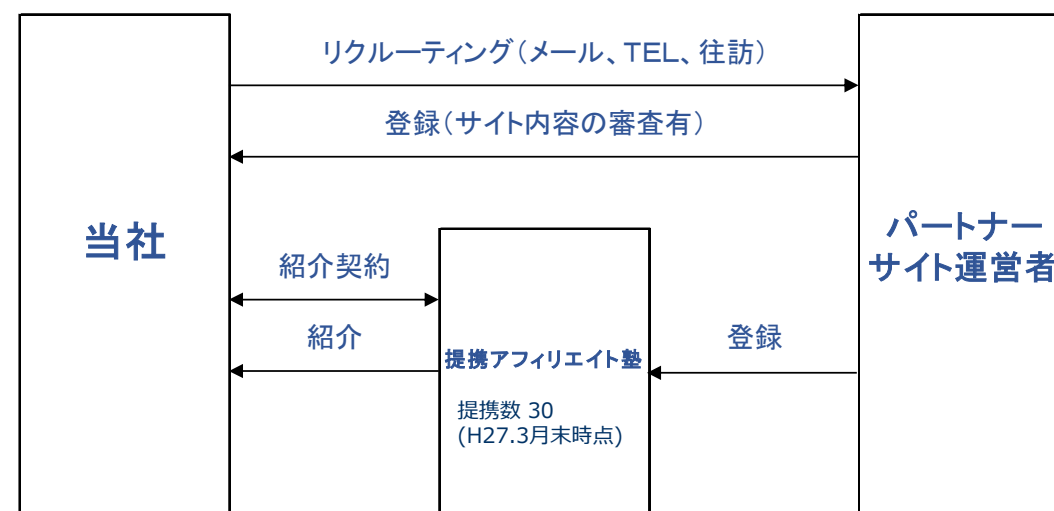 リクルーティング（メール、TEL、往訪）
登録（サイト内容の審査有）
当社
パートナー
サイト運営者
紹介契約
紹介
提携アフィリエイト塾
登録
提携数 30
(H27.3月末時点)